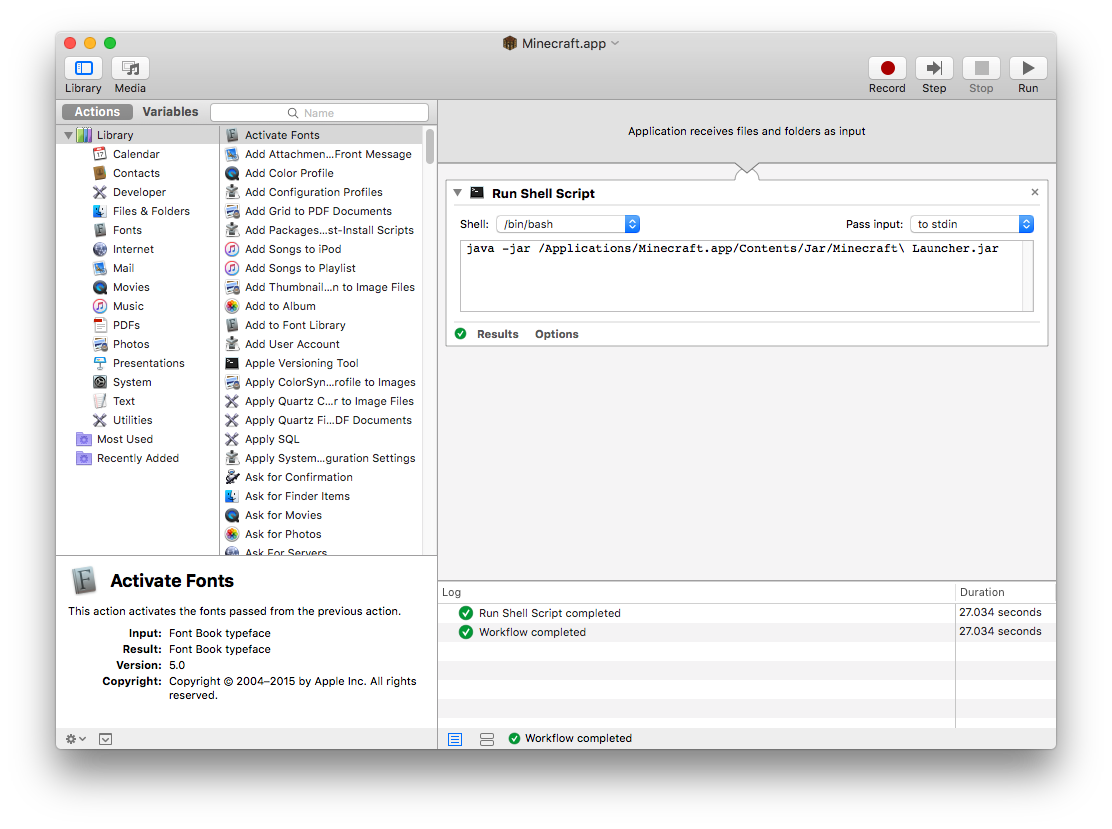 Minecraft.app
Library
Media
Record
Step
Stop
Run
Actions
Variables
Name
Library
Calendar
Contacts
Developer
Files & Folders
Fonts
Internet
Mail
Movies
Music
PDFs
Photos
Presentations
System
Text
Utilities
Most Used
Recently Added
Activate Fonts
Add Attachmen...Front Message
Add Color Profile
Add Configuration Profiles
Add Grid to PDF Documents
Add Packages...st-Install Scripts
Add Songs to iPod
Add Songs to Playlist
Add Thumbnail...n to Image Files
Add to Album
Add to Font Library
Add User Account
Apple Versioning Tool
Apply ColorSyn...rofile to Images
Apply Quartz C...r to Image Files
Apply Quartz Fi...DF Documents
Apply SQL
Apply System...guration Settings
Ask for Confirmation
Ask for Finder Items
Ask for Movies
Ask for Photos
Ask For Servers
Activate Fonts
This action activates the fonts passed from the previous action.
Input: Font Book typeface
Result: Font Book typeface
Version: 5.0
Copyright: Copyright © 2004–2015 by Apple Inc. All rights
reserved.
Application receives files and folders as input
Run Shell Script
Shell: /bin/bash
Pass input: to stdin
java -jar /Applications/Minecraft.app/Contents/Jar/Minecraft\ Launcher.jar
Results
Options
Log
Duration
Run Shell Script completed
27.034 seconds
Workflow completed
27.034 seconds
Workflow completed